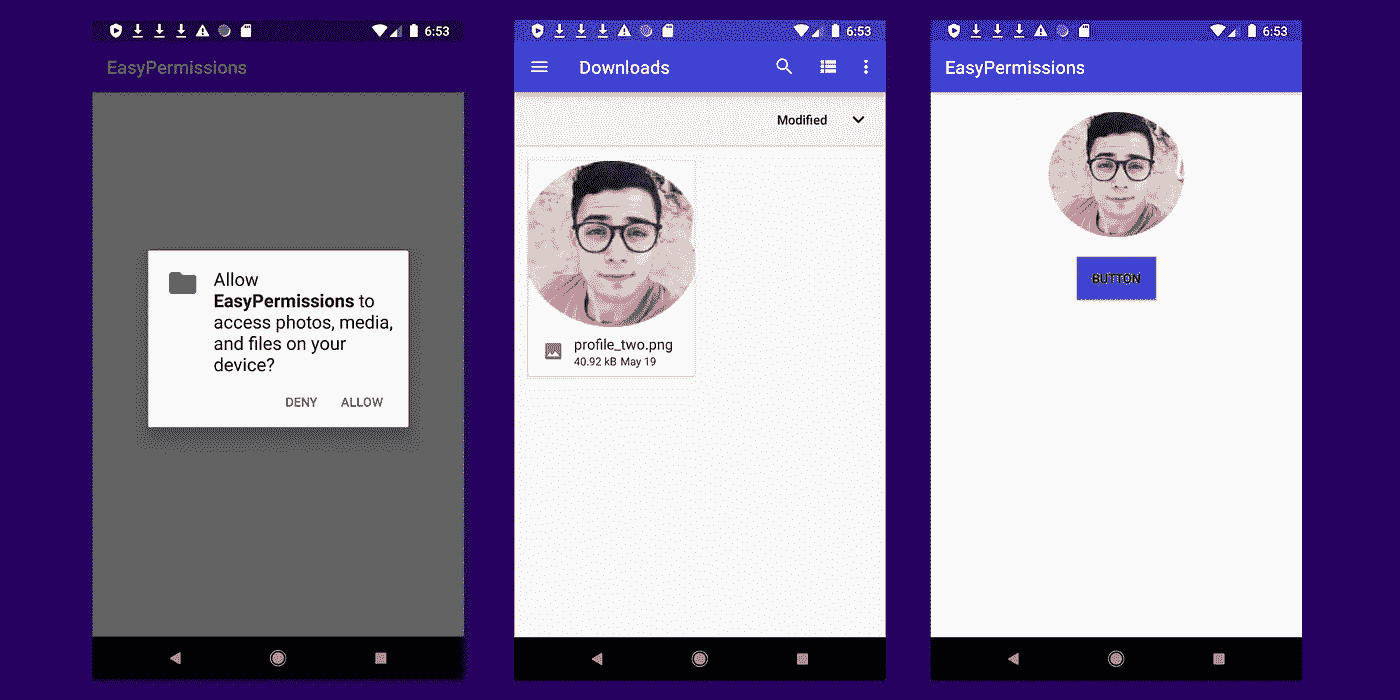 6:53
EasyPermissions
Allow
EasyPermissions to
access photos, media,
and files on your
device?
DENY ALLOW
6:53
Downloads
Modified
profile_two.png
40.92 kB May 19
6:53
EasyPermissions
BUTTON